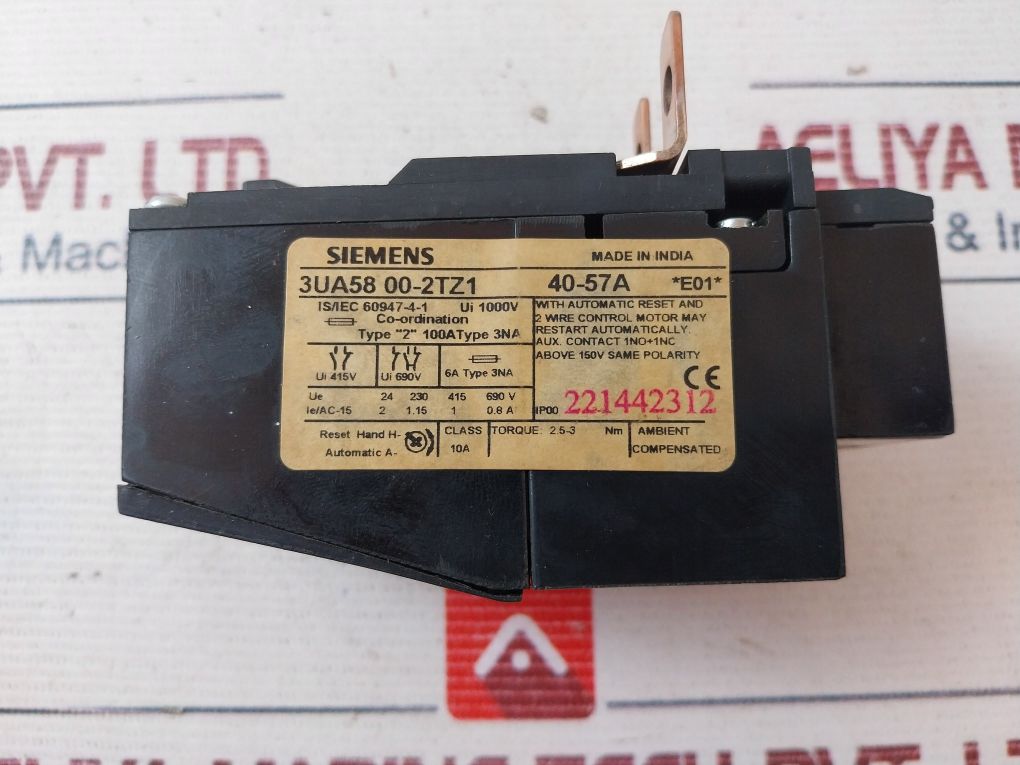 PVT. LTD
AELIYA M
& Mach
& In
SIEMENS
MADE IN INDIA
3UA58 00-2TZ1
40-57A
*E01*
IS/IEC 60947-4-1 Ui 1000V
Co-ordination
Type "2" 100A Type 3NA
WITH AUTOMATIC RESET AND
2 WIRE CONTROL MOTOR MAY
RESTART AUTOMATICALLY.
AUX. CONTACT 1NO+1NC
ABOVE 150V SAME POLARITY
Ui 415V
Ui 690V
6A Type 3NA
CE
Ue 24 230 415 690 V
Ie/AC-15 2 1.15 1 0.8 A
IP00 221442312
Reset Hand H-
Automatic A-
CLASS
10A
TORQUE: 2.5-3 Nm
AMBIENT
COMPENSATED